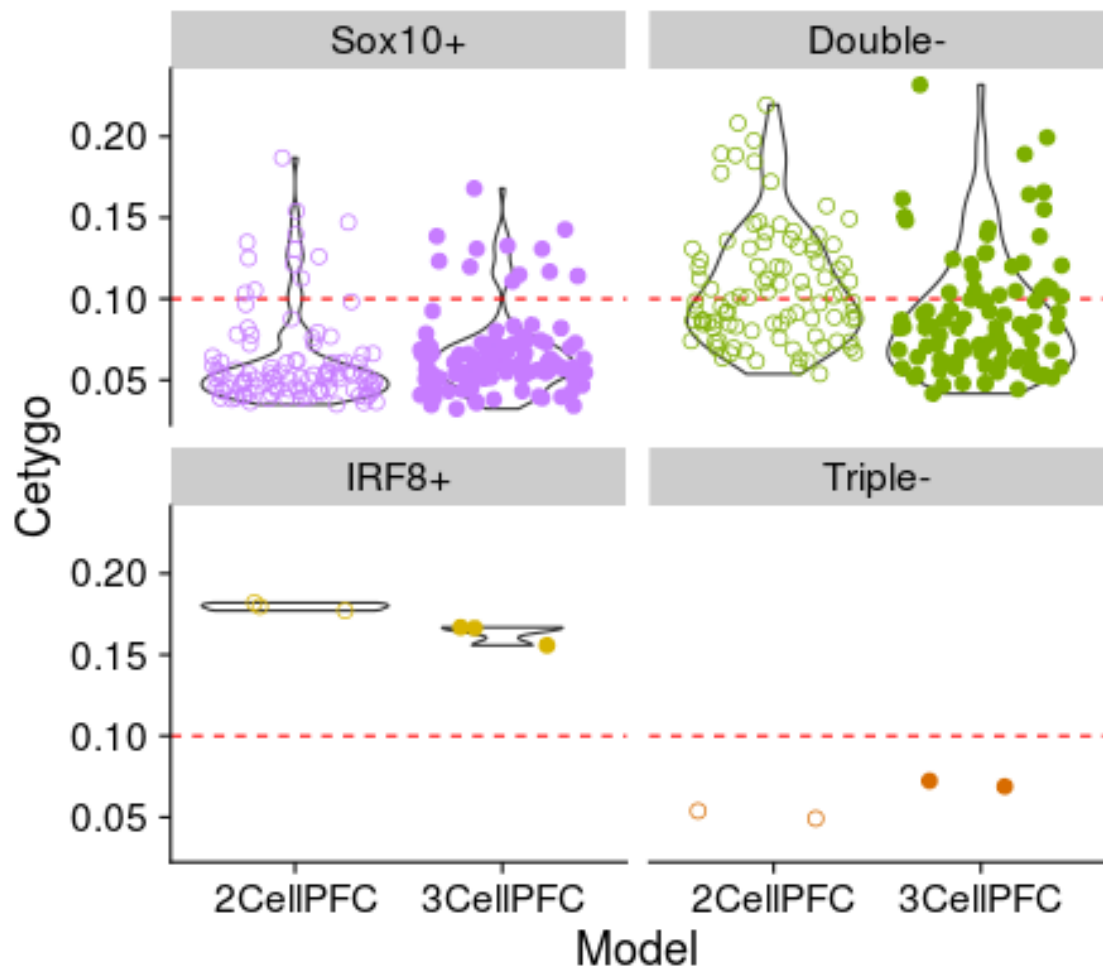 Sox10+ Double-
0.20
0.15
0.10
0.05
Cetygo
IRF8+ Triple-
0.20
0.15
0.10
0.05
2CellPFC 3CellPFC 2CellPFC 3CellPFC
Model